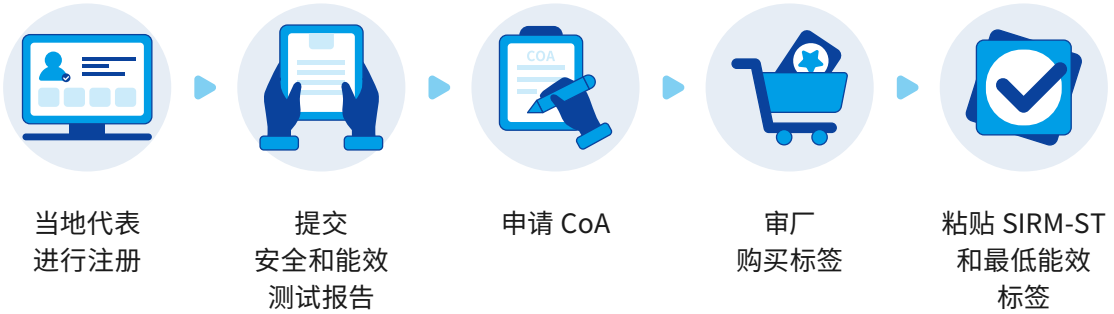 COA
当地代表
进行注册
提交
安全和能效
测试报告
申请 CoA
审厂
购买标签
粘贴 SIRM-ST
和最低能效
标签